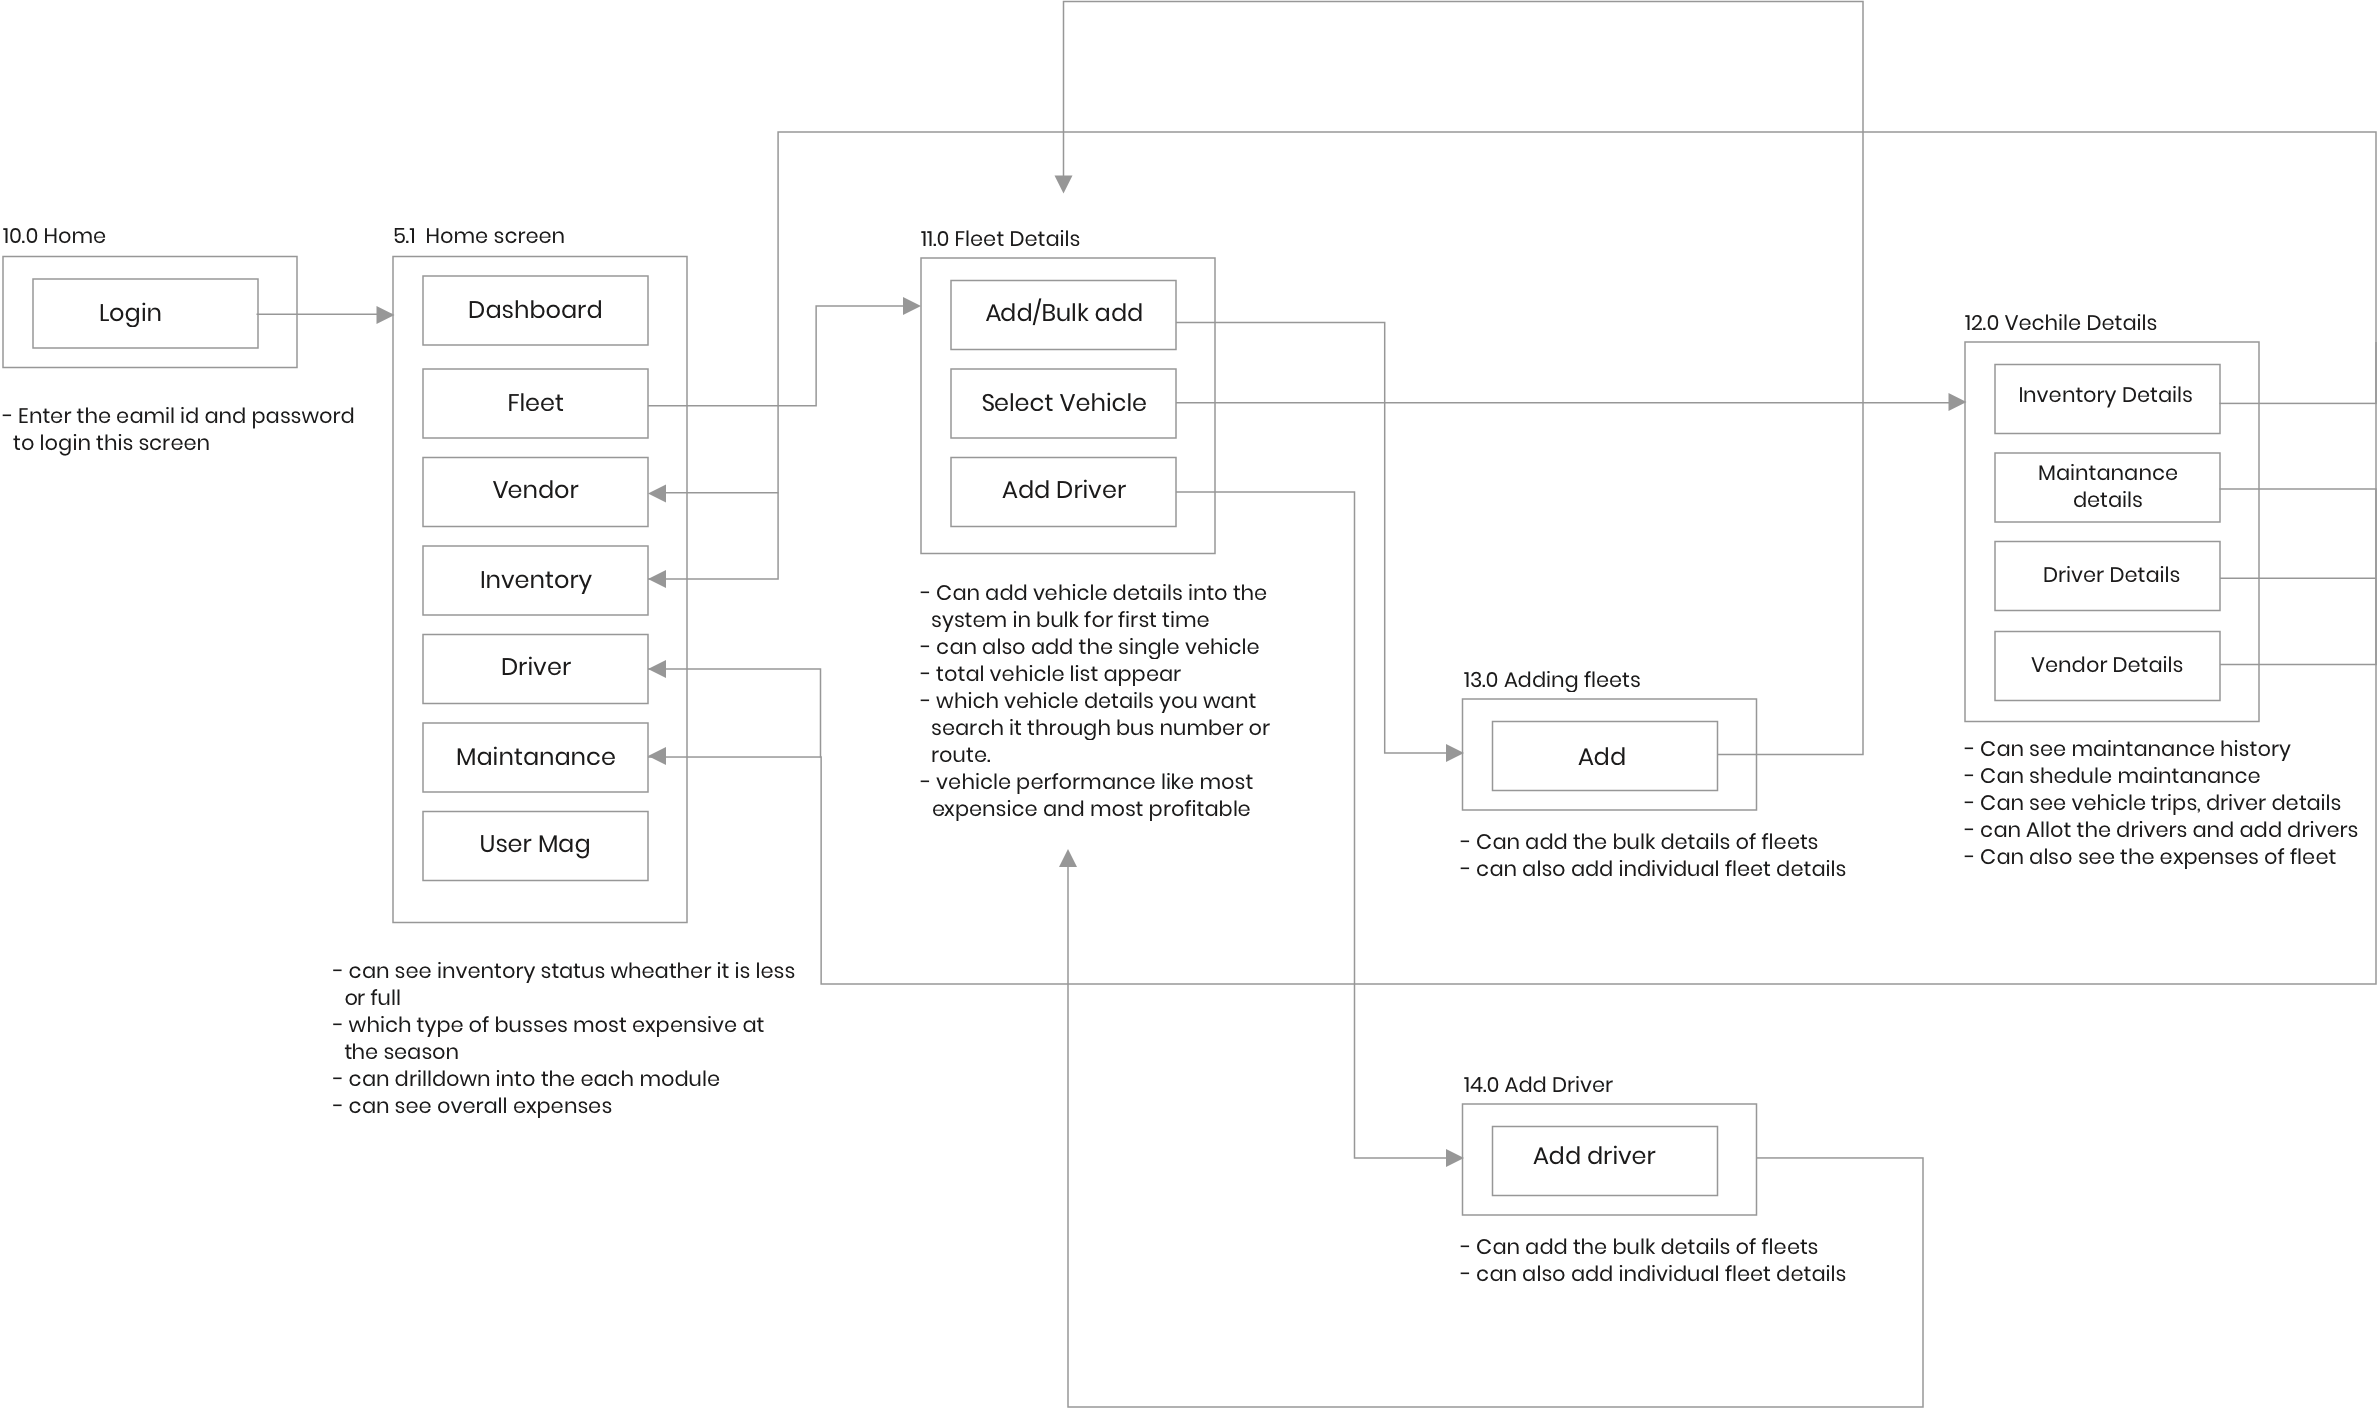 10.0 Home
Login
- Enter the eamil id and password
to login this screen
5.1 Home screen
Dashboard
Fleet
Vendor
Inventory
Driver
Maintanance
User Mag
- can see inventory status wheather it is less
or full
- which type of busses most expensive at
the season
- can drilldown into the each module
- can see overall expenses
11.0 Fleet Details
Add/Bulk add
Select Vehicle
Add Driver
- Can add vehicle details into the
system in bulk for first time
- can also add the single vehicle
- total vehicle list appear
- which vehicle details you want
search it through bus number or
route.
- vehicle performance like most
expensice and most profitable
13.0 Adding fleets
Add
- Can add the bulk details of fleets
- can also add individual fleet details
14.0 Add Driver
Add driver
- Can add the bulk details of fleets
- can also add individual fleet details
12.0 Vechile Details
Inventory Details
Maintanance
details
Driver Details
Vendor Details
- Can see maintanance history
- Can shedule maintanance
- Can see vehicle trips, driver details
- can Allot the drivers and add drivers
- Can also see the expenses of fleet